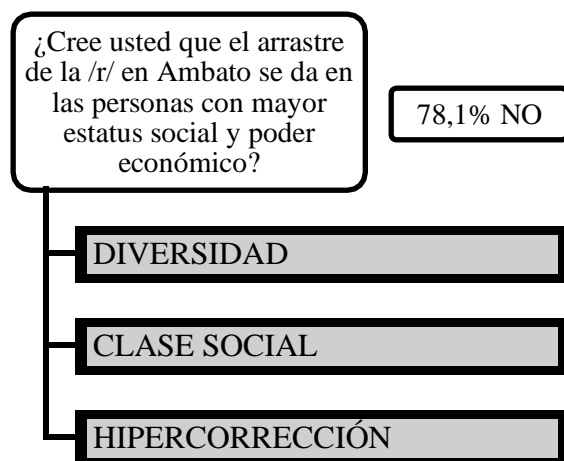 ¿Cree usted que el arrastre
de la /r/ en Ambato se da en
las personas con mayor
estatus social y poder
económico?
78,1% NO
DIVERSIDAD
CLASE SOCIAL
HIPERCORRECCIÓN